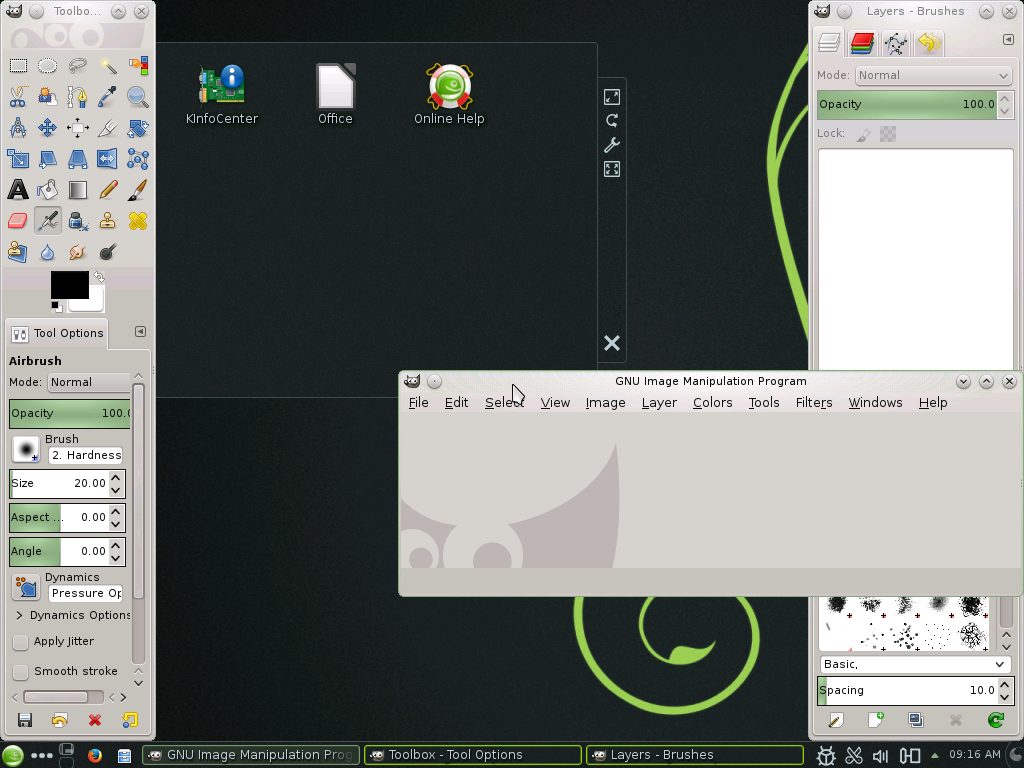 Toolbo...
Layers - Brushes
KInfoCenter
Office
Online Help
Mode: Normal
Opacity 100.0
Lock:
Tool Options
Airbrush
Mode: Normal
Opacity 100.0
Brush
2. Hardness
Size 20.00
Aspect ... 0.00
Angle 0.00
Dynamics
Pressure Op
Dynamics Options
Apply Jitter
Smooth stroke
GNU Image Manipulation Program
File Edit Select View Image Layer Colors Tools Filters Windows Help
Basic,
Spacing 10.0
GNU Image Manipulation Prog
Toolbox - Tool Options
Layers - Brushes
09:16 AM